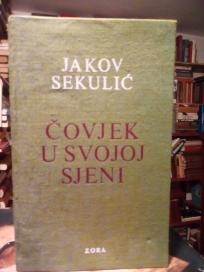 JAKOV
SEKULIĆ
ČOVJEK
U SVOJOJ
SJENI
ZORA